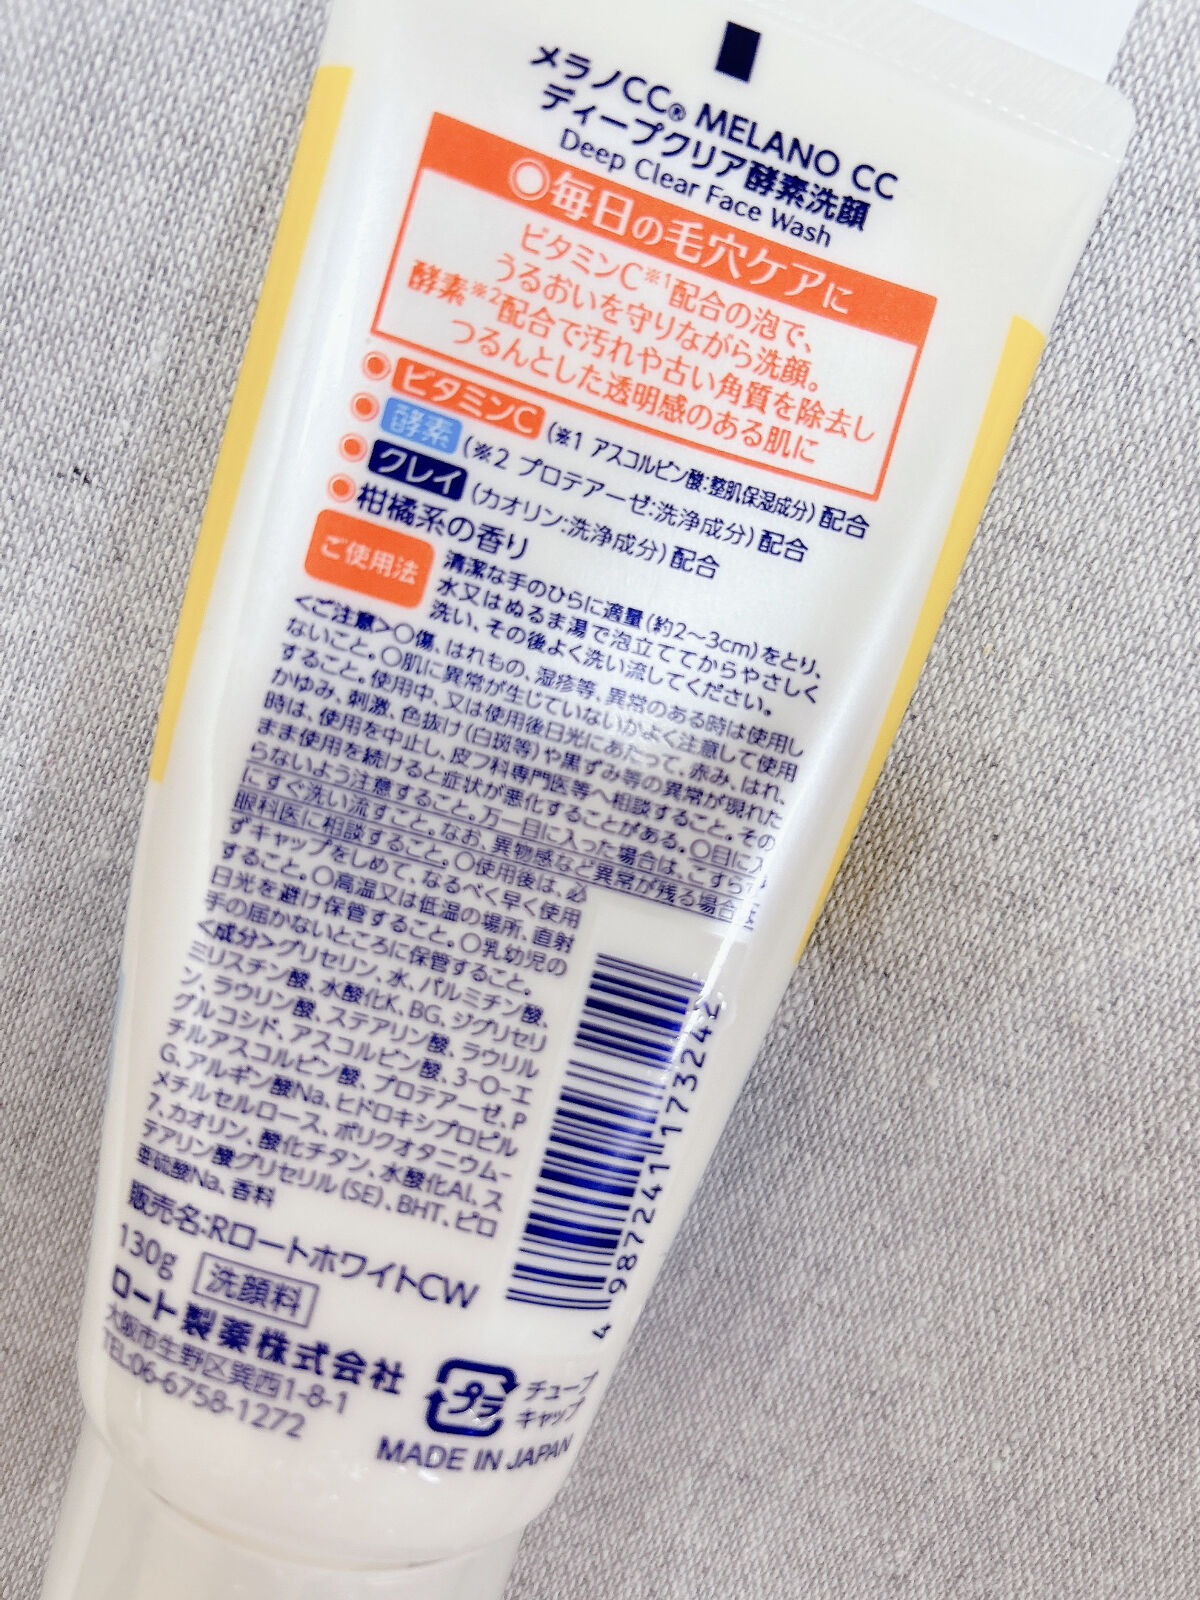 メラノCC® MELANO CC
ディープクリア酵素洗顔
Deep Clear Face Wash
◎毎日の毛穴ケアに
ビタミンC※1配合の泡で、
うるおいを守りながら洗顔。
酵素※2配合で汚れや古い角質を除去し
つるんとした透明感のある肌に
ビタミンC (※1 アスコルビン酸:整肌保湿成分) 配合
酵素 (※2 プロテアーゼ:洗浄成分) 配合
クレイ (カオリン:洗浄成分) 配合
柑橘系の香り
ご使用法
清潔な手のひらに適量(約2〜3cm)をとり、
水又はぬるま湯で泡立ててからやさしく
洗い、その後よく洗い流してください。
<ご注意>○傷、はれもの、湿疹等、異常のある時は使用し
ないこと。○肌に異常が生じていないかよく注意して使用
すること。使用中、又は使用後日光にあたって、赤み、はれ、
かゆみ、刺激、色抜け(白斑等)や黒ずみ等の異常が現れた
時は、使用を中止し、皮フ科専門医等へ相談すること。その
まま使用を続けると症状が悪化することがある。○目に入
らないよう注意すること。万一目に入った場合は、こすらず
にすぐ洗い流すこと。なお、異物感など異常が残る場合は、
眼科医に相談すること。○使用後は、必
ずキャップをしめて、なるべく早く使用
すること。○高温又は低温の場所、直射
日光を避け保管すること。○乳幼児の
手の届かないところに保管すること。
<成分>グリセリン、水、パルミチン酸、
ミリスチン酸、水酸化K、BG、ジグリセリ
ン、ラウリン酸、ステアリン酸、ラウリル
グルコシド、アスコルビン酸、3-O-エ
チルアスコルビン酸、プロテアーゼ、P
G、アルギン酸Na、ヒドロキシプロピル
メチルセルロース、ポリクオタニウム-
7、カオリン、酸化チタン、水酸化Al、ス
テアリン酸グリセリル(SE)、BHT、ピロ
亜硫酸Na、香料
販売名:Rロートホワイトcw
130g 洗顔料
ロート製薬株式会社
大阪市生野区巽西1-8-1
TEL:06-6758-1272
4 987241 173242
プラ
チューブ
キャップ
MADE IN JAPAN